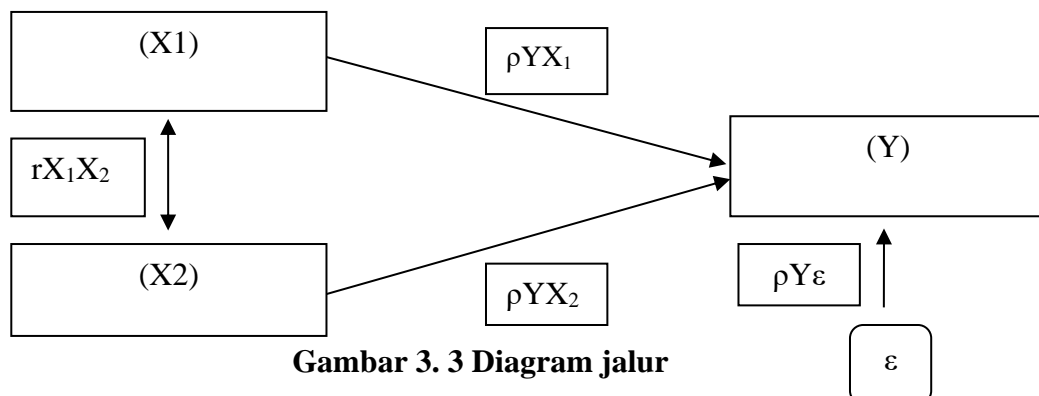 (X1)
ρYX₁
(Y)
rX₁X₂
(X2)
ρYX₂
ρYε
ε
Gambar 3. 3 Diagram jalur